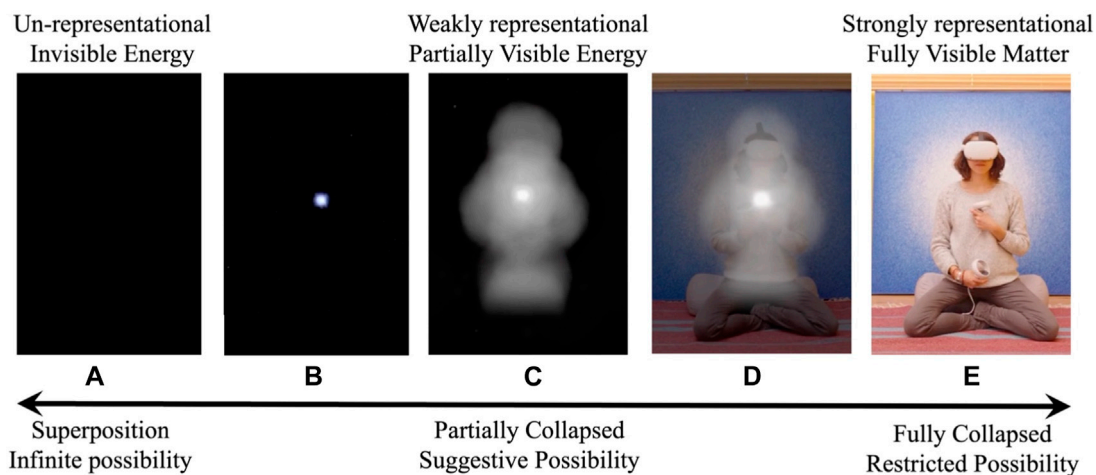 Un-representational
Invisible Energy
Weakly representational
Partially Visible Energy
Strongly representational
Fully Visible Matter
A
B
C
D
E
Superposition
Infinite possibility
Partially Collapsed
Suggestive Possibility
Fully Collapsed
Restricted Possibility